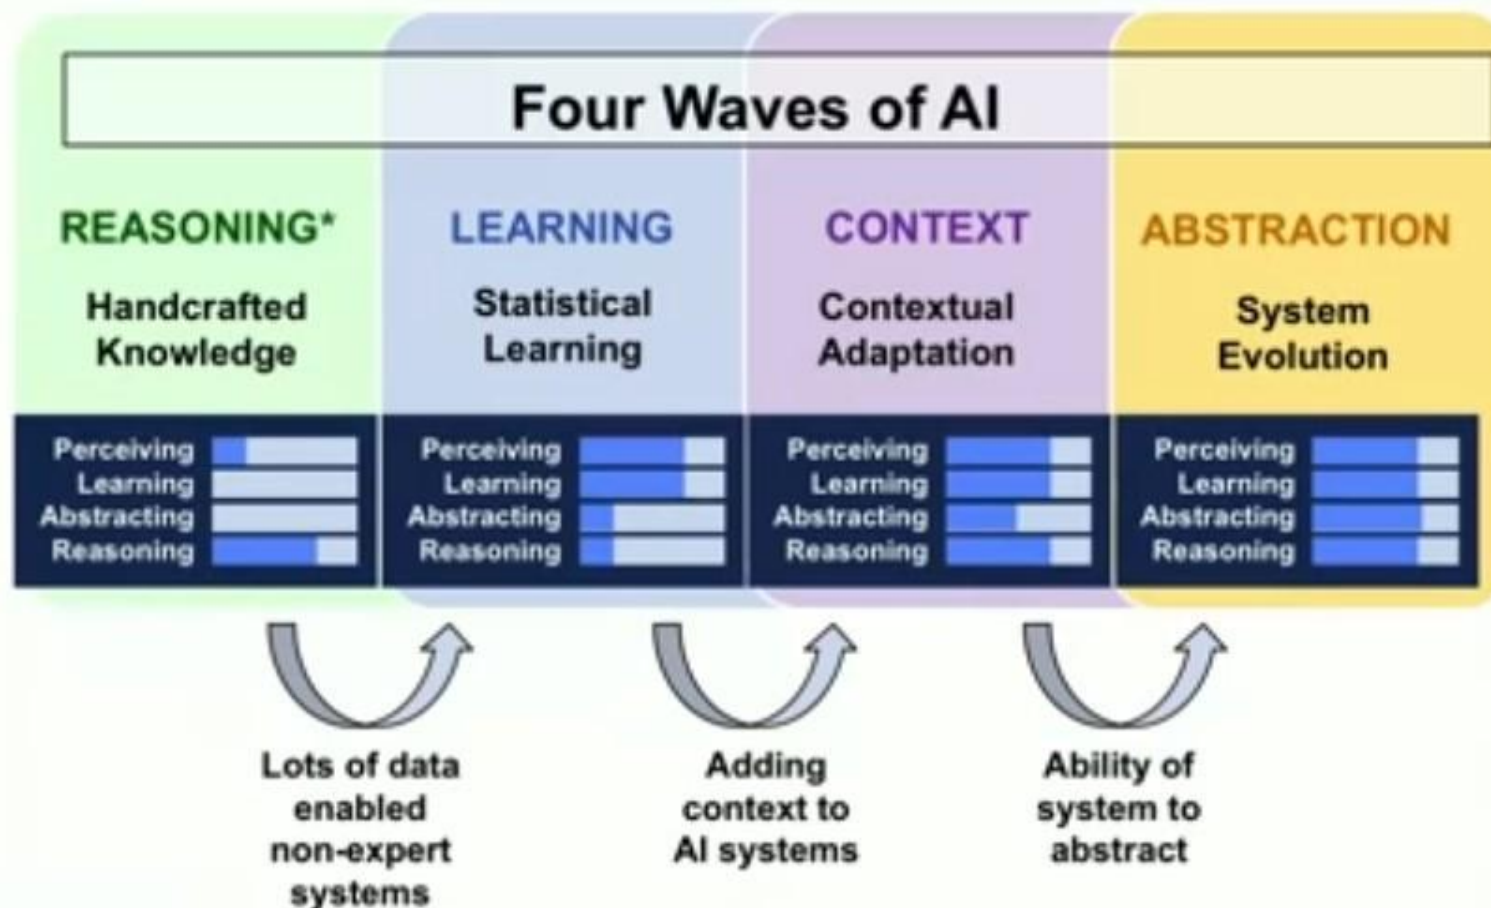 Four Waves of AI
REASONING*
Handcrafted
Knowledge
Perceiving
Learning
Abstracting
Reasoning
LEARNING
Statistical
Learning
Perceiving
Learning
Abstracting
Reasoning
CONTEXT
Contextual
Adaptation
Perceiving
Learning
Abstracting
Reasoning
ABSTRACTION
System
Evolution
Perceiving
Learning
Abstracting
Reasoning
Lots of data
enabled
non-expert
systems
Adding
context to
AI systems
Ability of
system to
abstract